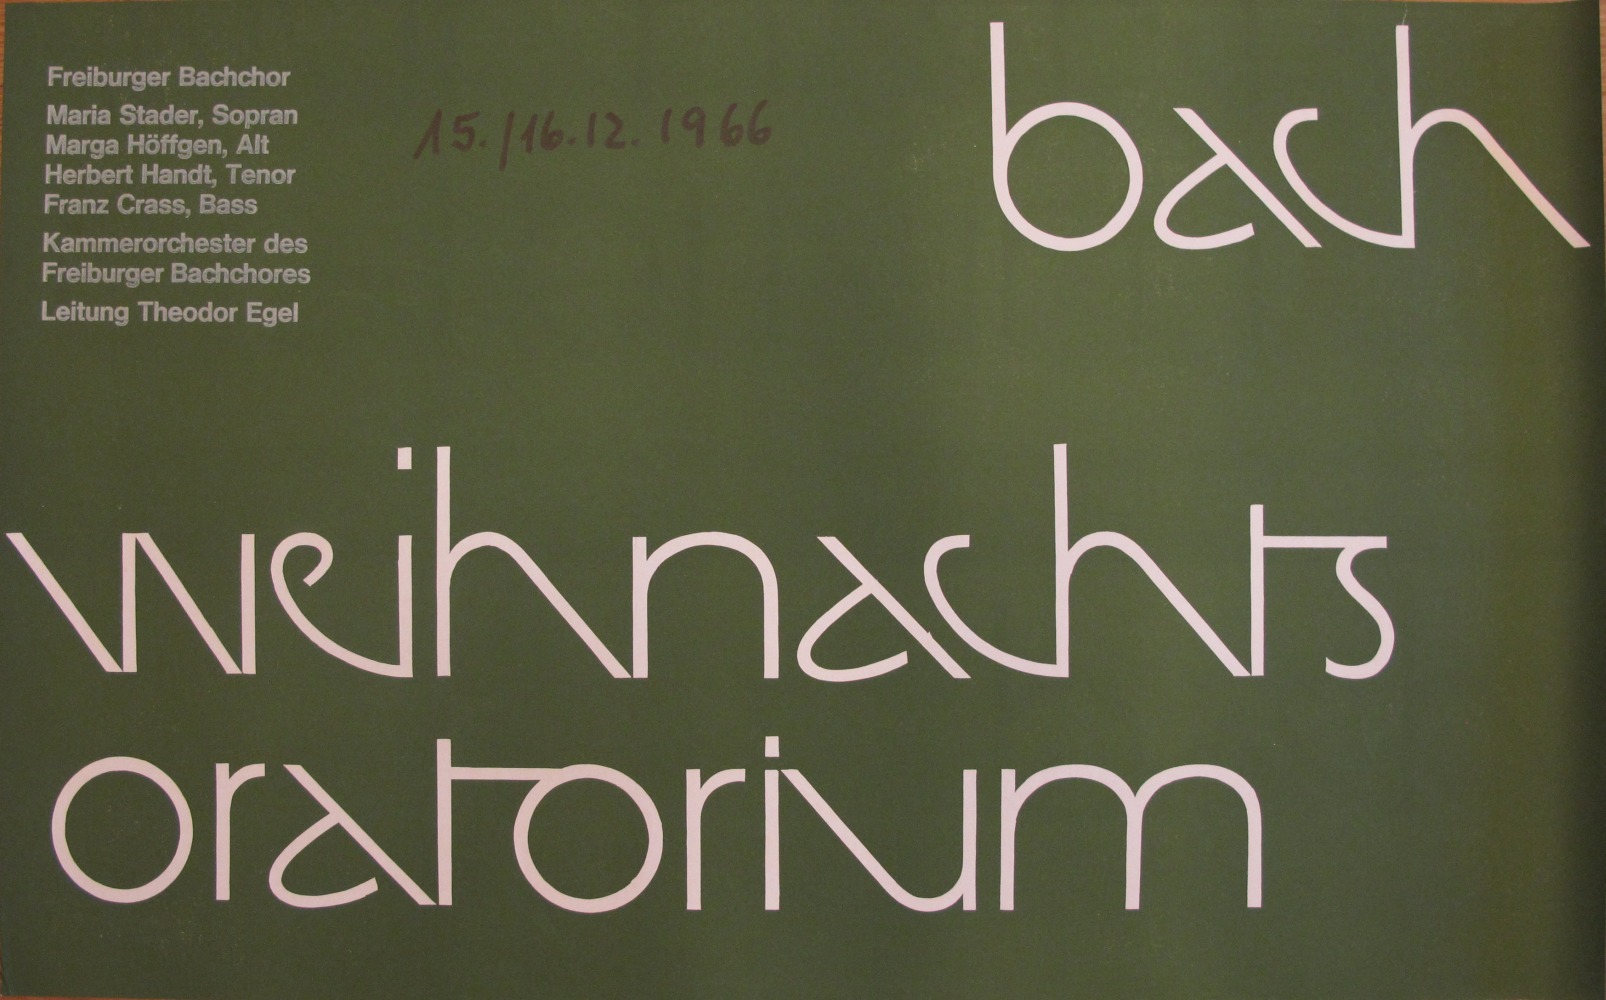 Freiburger Bachchor
Maria Stader, Sopran
Marga Höffgen, Alt
Herbert Handt, Tenor
Franz Crass, Bass
Kammerorchester des
Freiburger Bachchores
Leitung Theodor Egel
15./16.12.1966
bach
weihnachts
oratorium